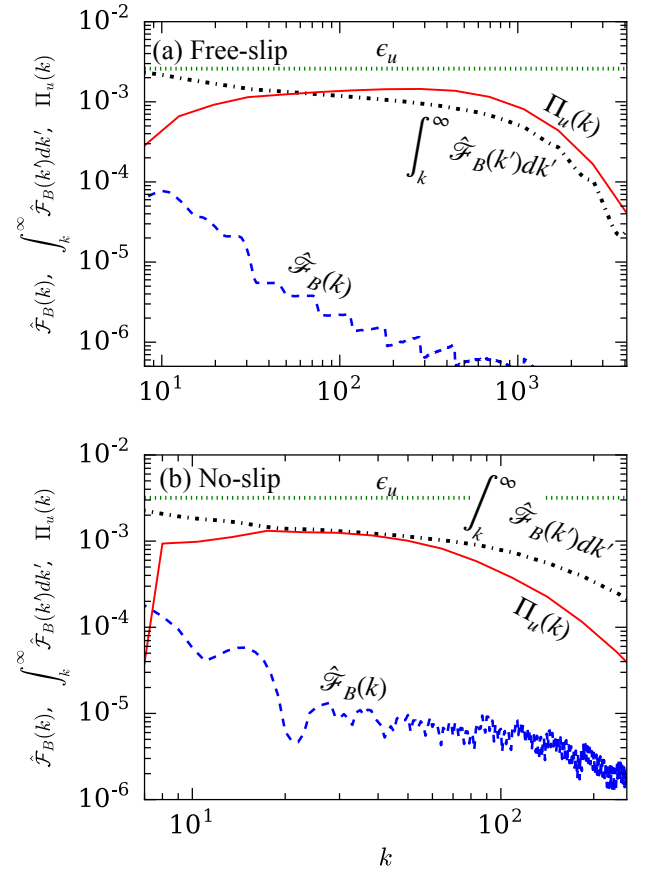 (a) Free-slip
ϵ_u
Π_u(k)
∫_k^∞ ℱ̂_B(k′)dk′
ℱ̂_B(k)
10^-2
10^-3
10^-4
10^-5
10^-6
10^1 10^2 10^3
ℱ̂_B(k), ∫_k^∞ ℱ̂_B(k′)dk′, Π_u(k)
(b) No-slip
ϵ_u
∫_k^∞ ℱ̂_B(k′)dk′
Π_u(k)
ℱ̂_B(k)
10^-2
10^-3
10^-4
10^-5
10^-6
10^1 10^2
ℱ̂_B(k), ∫_k^∞ ℱ̂_B(k′)dk′, Π_u(k)
k